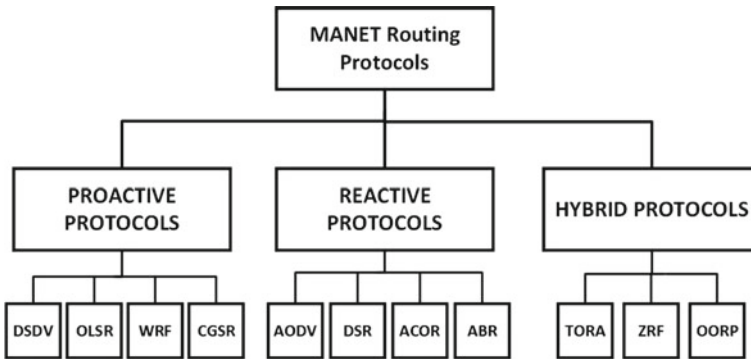 MANET Routing
Protocols
PROACTIVE
PROTOCOLS
REACTIVE
PROTOCOLS
HYBRID PROTOCOLS
DSDV
OLSR
WRF
CGSR
AODV
DSR
ACOR
ABR
TORA
ZRF
OORP